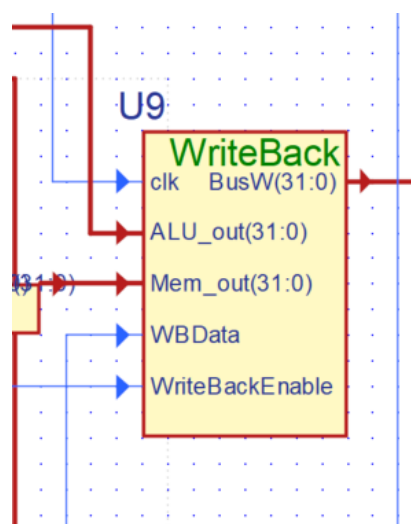 U9
WriteBack
clk BusW(31:0)
ALU_out(31:0)
Mem_out(31:0)
WBData
WriteBackEnable